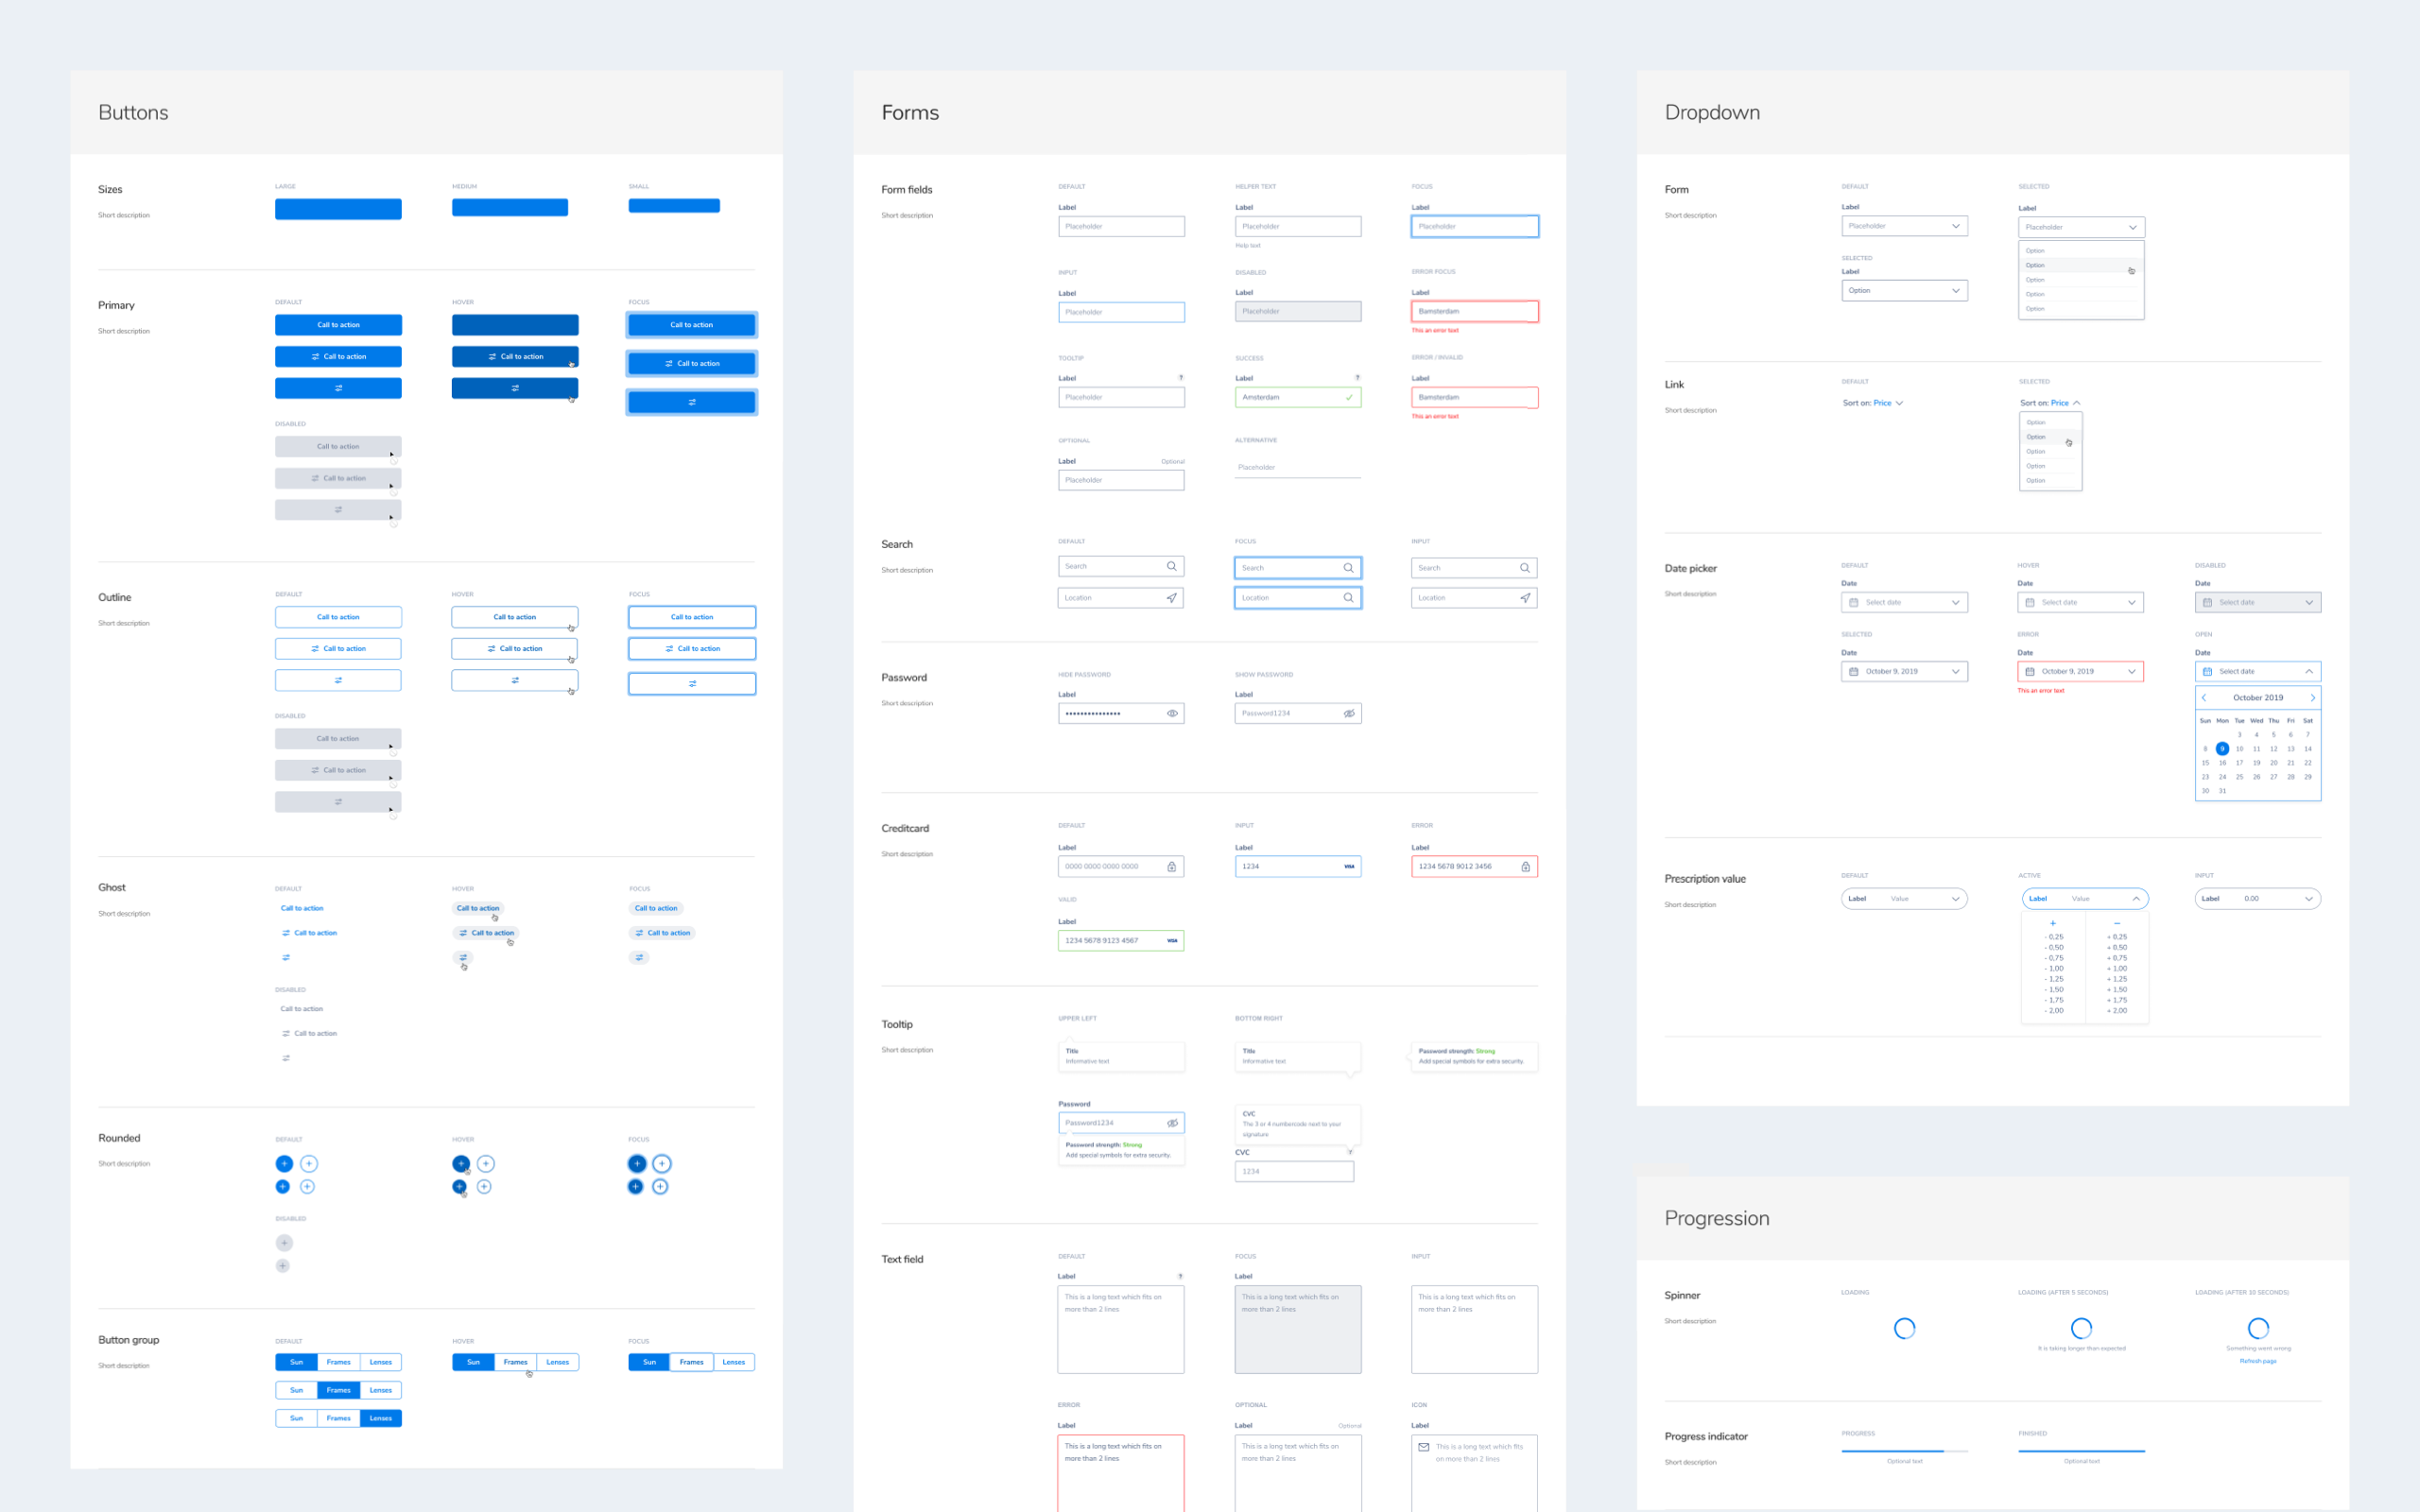 Buttons
Sizes
Short description
LARGE
MEDIUM
SMALL
Primary
Short description
DEFAULT
HOVER
FOCUS
Call to action
Call to action
Call to action
Call to action
Call to action
DISABLED
Call to action
Call to action
Outline
Short description
DEFAULT
HOVER
FOCUS
Call to action
Call to action
Call to action
Call to action
Call to action
Call to action
DISABLED
Call to action
Call to action
Ghost
Short description
DEFAULT
HOVER
FOCUS
Call to action
Call to action
Call to action
Call to action
Call to action
Call to action
DISABLED
Call to action
Call to action
Rounded
Short description
DEFAULT
HOVER
FOCUS
DISABLED
Button group
Short description
DEFAULT
HOVER
FOCUS
Sun Frames Lenses
Sun Frames Lenses
Sun Frames Lenses
Sun Frames Lenses
Sun Frames Lenses
Forms
Form fields
Short description
DEFAULT
Label
Placeholder
HELPER TEXT
Label
Placeholder
Help text
FOCUS
Label
Placeholder
INPUT
Label
Placeholder
DISABLED
Label
Placeholder
ERROR FOCUS
Label
Bamsterdam
This an error text
TOOLTIP
Label ?
Placeholder
SUCCESS
Label ?
Amsterdam
ERROR / INVALID
Label
Bamsterdam
This an error text
OPTIONAL
Label Optional
Placeholder
ALTERNATIVE
Placeholder
Search
Short description
DEFAULT
Search
Location
FOCUS
Search
Location
INPUT
Search
Location
Password
Short description
HIDE PASSWORD
Label
SHOW PASSWORD
Label
Password1234
Creditcard
Short description
DEFAULT
Label
0000 0000 0000 0000
INPUT
Label
1234 VISA
ERROR
Label
1234 5678 9012 3456
VALID
Label
1234 5678 9123 4567 VISA
Tooltip
Short description
UPPER LEFT
Title
Informative text
BOTTOM RIGHT
Title
Informative text
Password strength: Strong
Add special symbols for extra security.
Password
Password1234
Password strength: Strong
Add special symbols for extra security.
CVC
The 3 or 4 numbercode next to your
signature
CVC ?
1234
Text field
DEFAULT
Label ?
This is a long text which fits on
more than 2 lines
FOCUS
Label
This is a long text which fits on
more than 2 lines
INPUT
This is a long text which fits on
more than 2 lines
ERROR
Label
This is a long text which fits on
more than 2 lines
OPTIONAL
Label Optional
This is a long text which fits on
more than 2 lines
ICON
Label
This is a long text which fits
on more than 2 lines
Dropdown
Form
Short description
DEFAULT
Label
Placeholder
SELECTED
Label
Option
SELECTED
Label
Placeholder
Option
Option
Option
Option
Option
Link
Short description
DEFAULT
Sort on: Price
SELECTED
Sort on: Price
Option
Option
Option
Option
Option
Date picker
Short description
DEFAULT
Date
Select date
HOVER
Date
Select date
DISABLED
Date
Select date
SELECTED
Date
October 9, 2019
ERROR
Date
October 9, 2019
This an error text
OPEN
Date
Select date
October 2019
Sun Mon Tue Wed Thu Fri Sat
3 4 5 6 7
8 9 10 11 12 13 14
15 16 17 19 20 21 22
23 24 25 26 27 28 29
30 31
Prescription value
Short description
DEFAULT
Label Value
ACTIVE
Label Value
+ −
- 0,25 + 0,25
- 0,50 + 0,50
- 0,75 + 0,75
- 1,00 + 1,00
- 1,25 + 1,25
- 1,50 + 1,50
- 1,75 + 1,75
- 2,00 + 2,00
INPUT
Label 0.00
Progression
Spinner
Short description
LOADING
LOADING (AFTER 5 SECONDS)
It is taking longer than expected
LOADING (AFTER 10 SECONDS)
Something went wrong
Refresh page
Progress indicator
Short description
PROGRESS
Optional text
FINISHED
Optional text